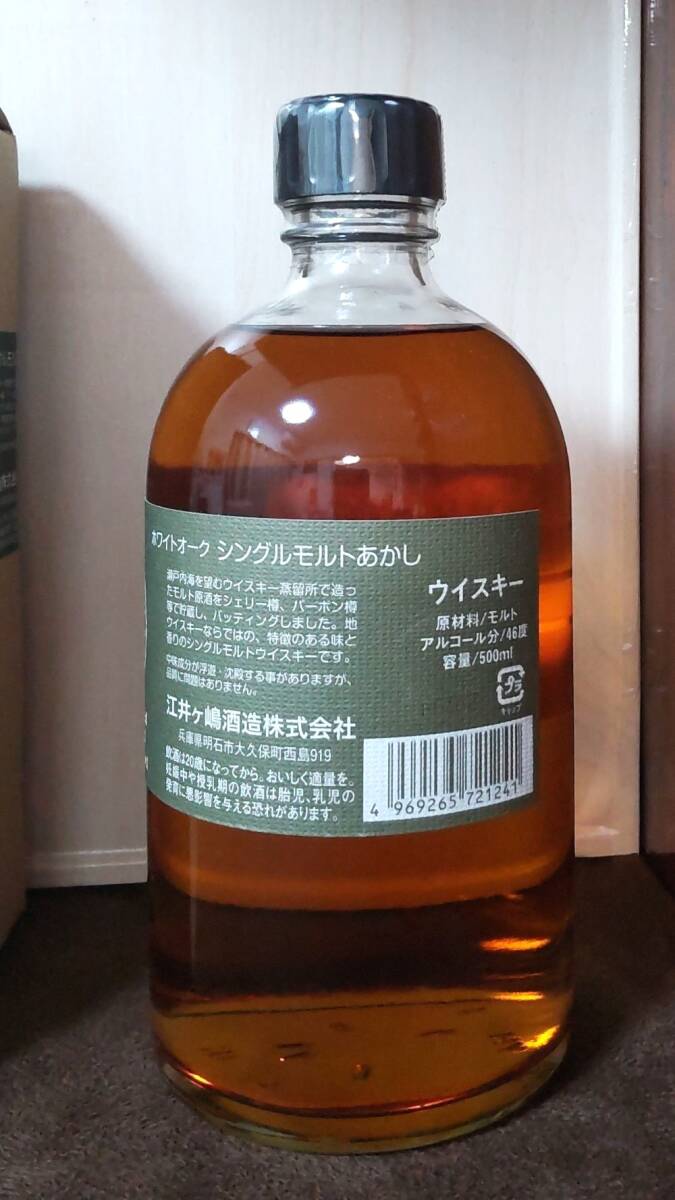 ホワイトオーク シングルモルトあかし
瀬戸内海を望むウイスキー蒸留所で造っ
たモルト原酒をシェリー樽、バーボン樽
等で貯蔵し、バッティングしました。地
ウイスキーならではの、特徴のある味と
香りのシングルモルトウイスキーです。
中味成分が浮遊・沈殿する事がありますが、
品質に問題はありません。
江井ヶ嶋酒造株式会社
兵庫県明石市大久保町西島919
飲酒は20歳になってから。おいしく適量を。
妊娠中や授乳期の飲酒は胎児、乳児の
発育に悪影響を与える恐れがあります。
ウイスキー
原材料/モルト
アルコール分/46度
容量/500ml
プラ
キャップ
4 969265 721241